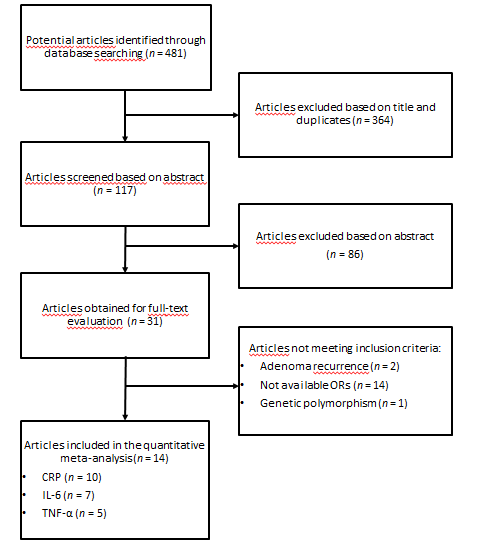 Potential articles identified through
database searching (n = 481)
Articles excluded based on title and
duplicates (n = 364)
Articles screened based on abstract
(n = 117)
Articles excluded based on abstract
(n = 86)
Articles obtained for full-text
evaluation (n = 31)
Articles not meeting inclusion criteria:
• Adenoma recurrence (n = 2)
• Not available ORs (n = 14)
• Genetic polymorphism (n = 1)
Articles included in the quantitative
meta-analysis (n = 14)
• CRP (n = 10)
• IL-6 (n = 7)
• TNF-α (n = 5)